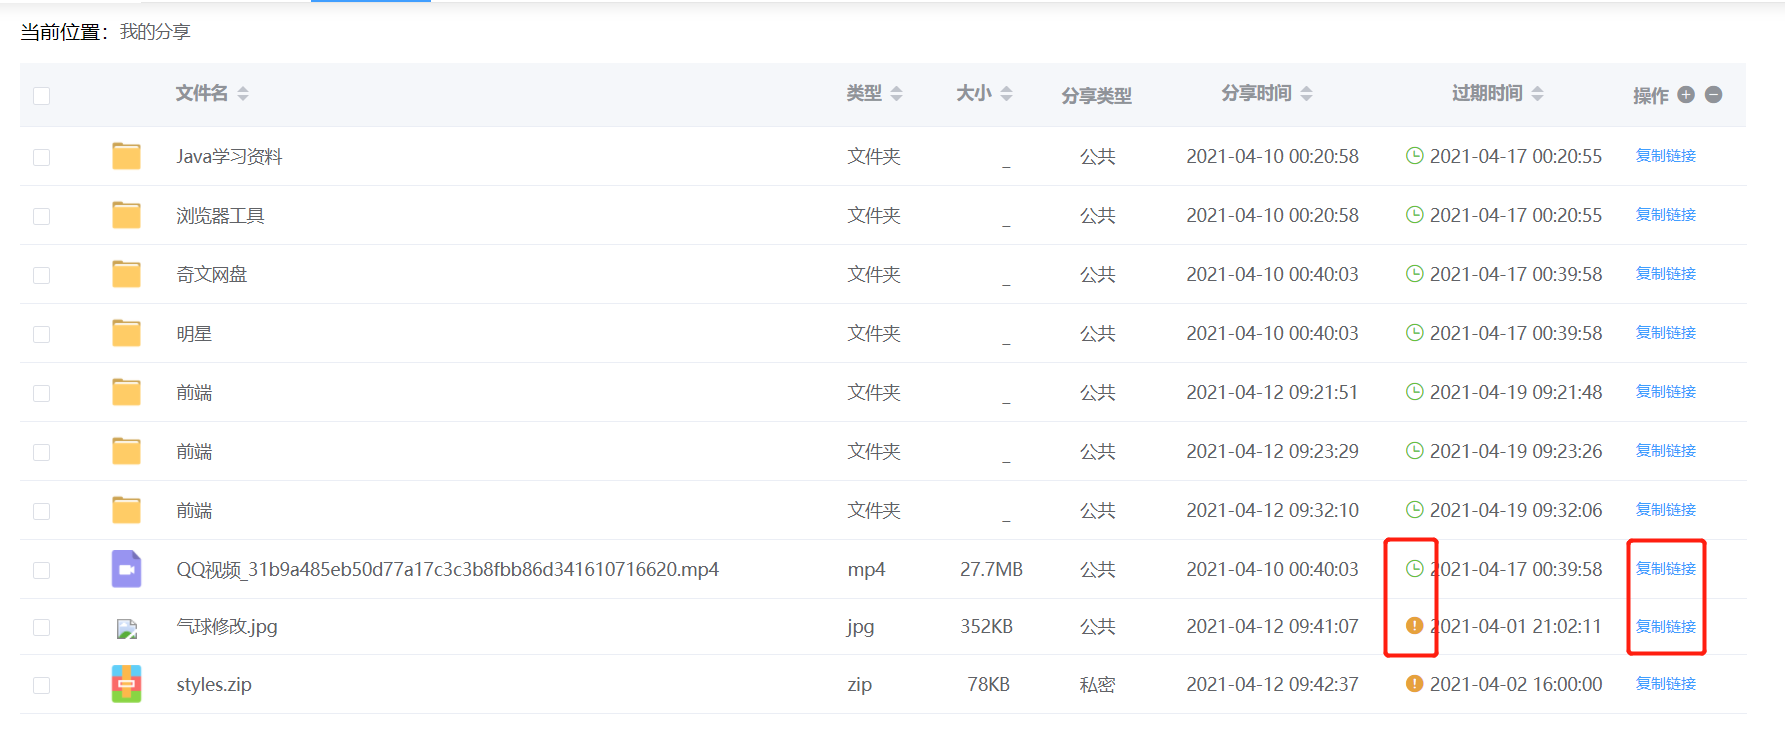 当前位置：我的分享
文件名 类型 大小 分享类型 分享时间 过期时间 操作
Java学习资料 文件夹 _ 公共 2021-04-10 00:20:58 2021-04-17 00:20:55 复制链接
浏览器工具 文件夹 _ 公共 2021-04-10 00:20:58 2021-04-17 00:20:55 复制链接
奇文网盘 文件夹 _ 公共 2021-04-10 00:40:03 2021-04-17 00:39:58 复制链接
明星 文件夹 _ 公共 2021-04-10 00:40:03 2021-04-17 00:39:58 复制链接
前端 文件夹 _ 公共 2021-04-12 09:21:51 2021-04-19 09:21:48 复制链接
前端 文件夹 _ 公共 2021-04-12 09:23:29 2021-04-19 09:23:26 复制链接
前端 文件夹 _ 公共 2021-04-12 09:32:10 2021-04-19 09:32:06 复制链接
QQ视频_31b9a485eb50d77a17c3c3b8fbb86d341610716620.mp4 mp4 27.7MB 公共 2021-04-10 00:40:03 2021-04-17 00:39:58 复制链接
气球修改.jpg jpg 352KB 公共 2021-04-12 09:41:07 2021-04-01 21:02:11 复制链接
styles.zip zip 78KB 私密 2021-04-12 09:42:37 2021-04-02 16:00:00 复制链接